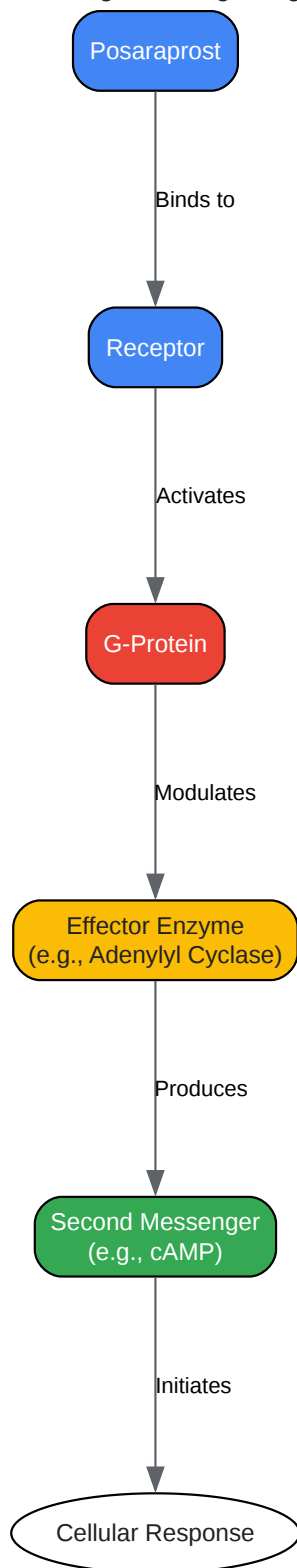 Posaraprost
Binds to
Receptor
Activates
G-Protein
Modulates
Effector Enzyme
(e.g., Adenylyl Cyclase)
Produces
Second Messenger
(e.g., cAMP)
Initiates
Cellular Response